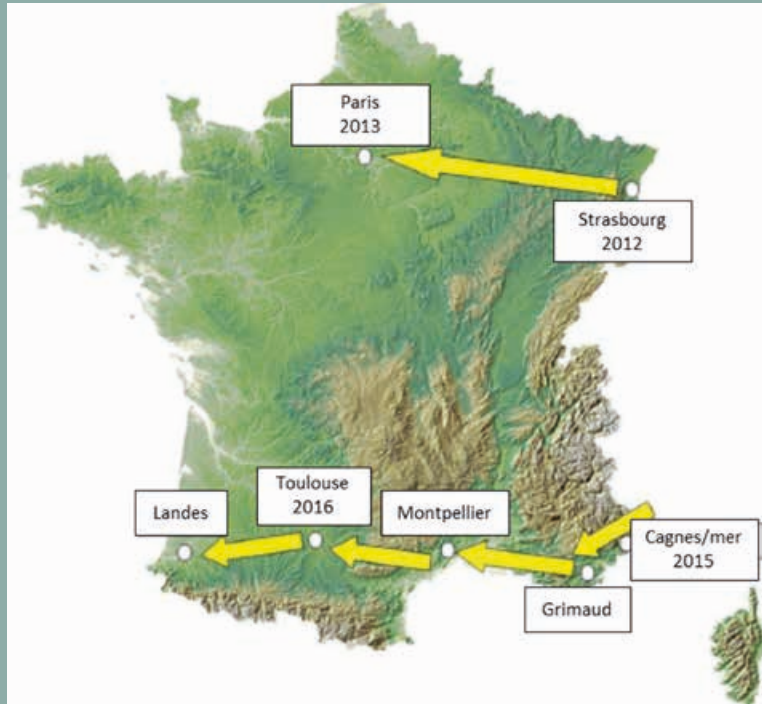 Paris
2013
Strasbourg
2012
Toulouse
2016
Landes
Montpellier
Cagnes/mer
2015
Grimaud